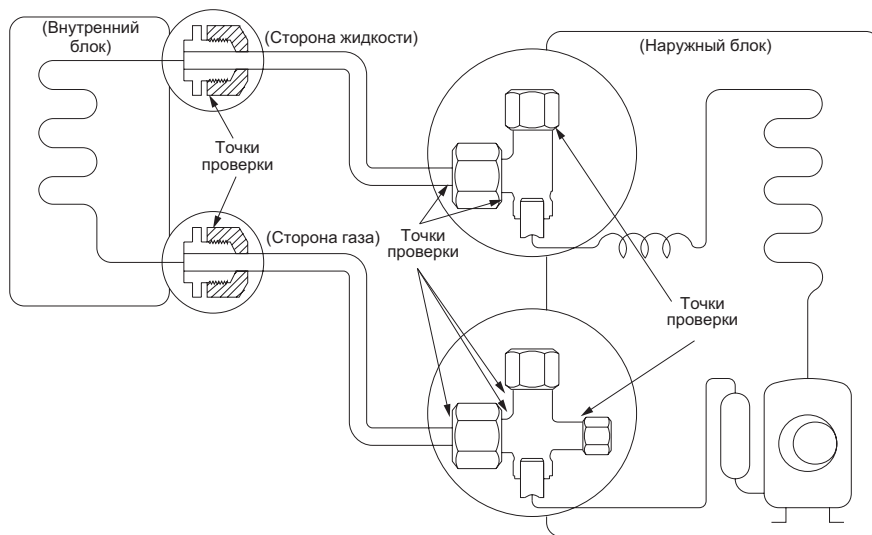 (Внутренний
блок)
(Сторона жидкости)
(Наружный блок)
Точки
проверки
(Сторона газа)
Точки
проверки
Точки
проверки